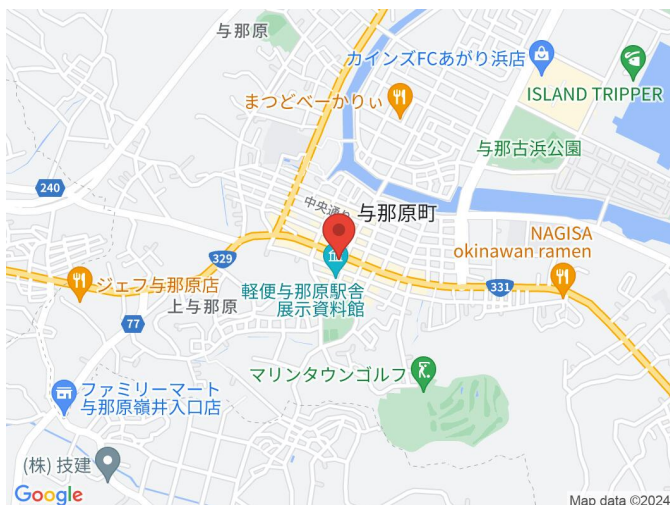 与那原
カインズFCあがり浜店
ISLAND TRIPPER
まつどべーかりぃ
与那古浜公園
240
中央通り
与那原町
NAGISA
okinawan ramen
329
軽便与那原駅舎
展示資料館
331
ジェフ与那原店
上与那原
77
マリンタウンゴルフ
ファミリーマート
与那原嶺井入口店
(株) 技建
Google
Map data ©2024